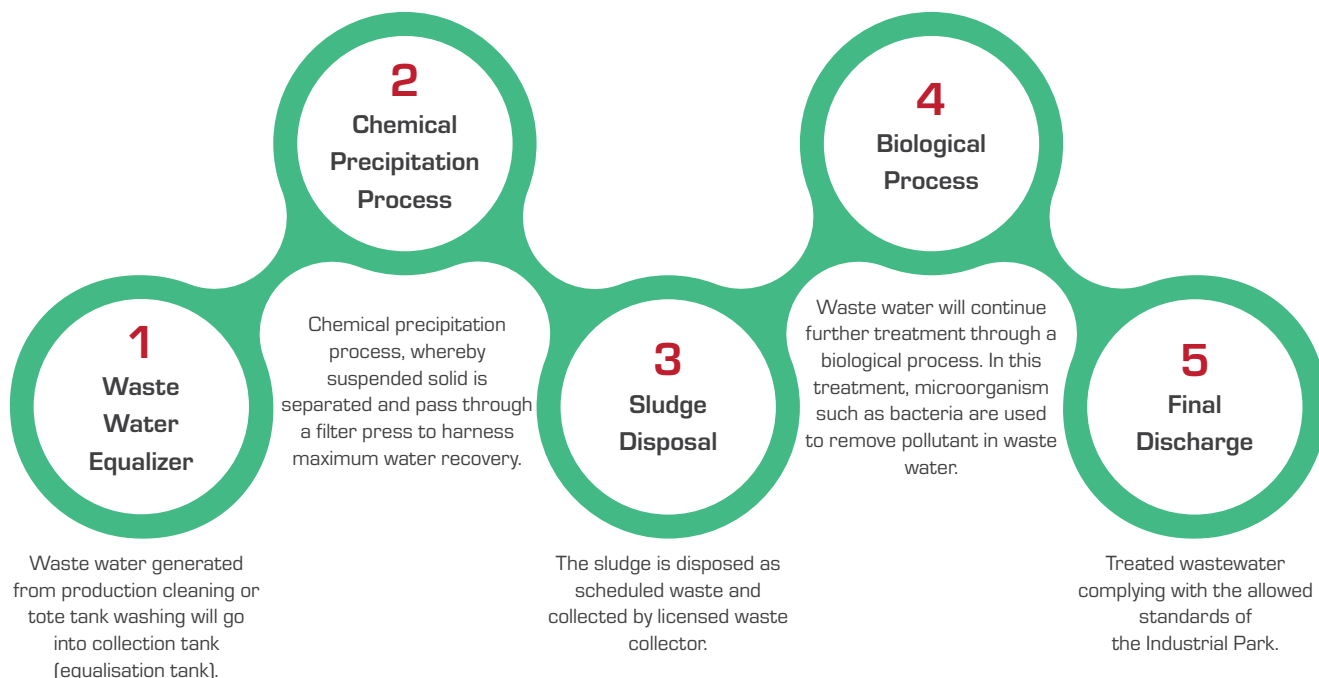 1
Waste
Water
Equalizer
Waste water generated
from production cleaning or
tote tank washing will go
into collection tank
(equalisation tank).
2
Chemical
Precipitation
Process
Chemical precipitation
process, whereby
suspended solid is
separated and pass through
a filter press to harness
maximum water recovery.
3
Sludge
Disposal
The sludge is disposed as
scheduled waste and
collected by licensed waste
collector.
4
Biological
Process
Waste water will continue
further treatment through a
biological process. In this
treatment, microorganism
such as bacteria are used
to remove pollutant in waste
water.
5
Final
Discharge
Treated wastewater
complying with the allowed
standards of
the Industrial Park.